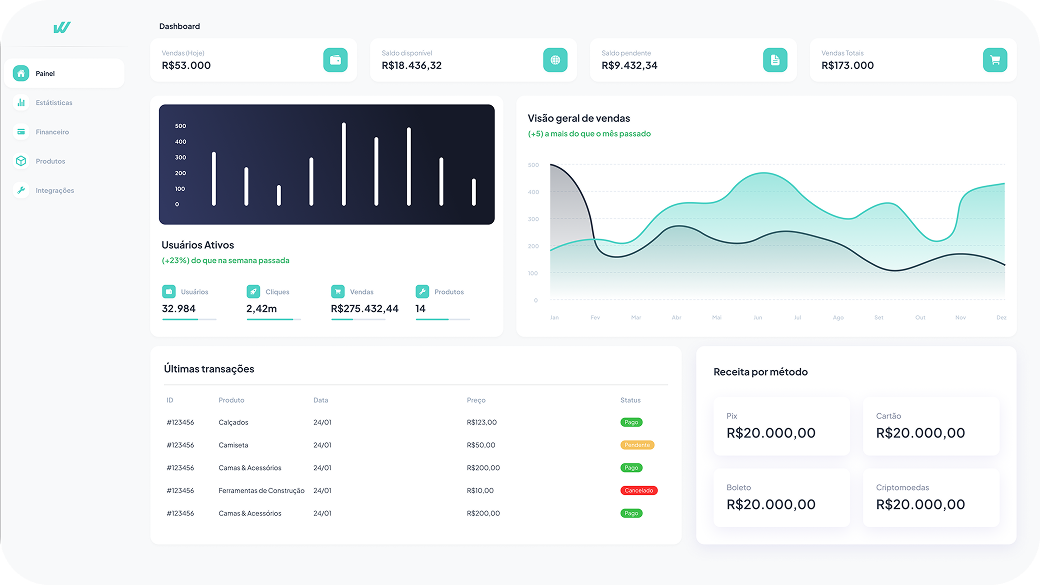 Dashboard
Painel
Estátisticas
Financeiro
Produtos
Integrações
Vendas (Hoje)
R$53.000
Saldo disponível
R$18.436,32
Saldo pendente
R$9.432,34
Vendas Totais
R$173.000
500
400
300
200
100
0
Usuários Ativos
(+23%) do que na semana passada
Usuários
32.984
Cliques
2,42m
Vendas
R$275.432,44
Produtos
14
Visão geral de vendas
(+5) a mais do que o mês passado
500
400
300
200
100
0
Jan Fev Mar Abr Mai Jun Jul Ago Set Out Nov Dez
Últimas transações
ID Produto Data Preço Status
#123456 Calçados 24/01 R$123,00 Pago
#123456 Camiseta 24/01 R$50,00 Pendente
#123456 Camas & Acessórios 24/01 R$200,00 Pago
#123456 Ferramentas de Construção 24/01 R$10,00 Cancelado
#123456 Camas & Acessórios 24/01 R$200,00 Pago
Receita por método
Pix
R$20.000,00
Cartão
R$20.000,00
Boleto
R$20.000,00
Criptomoedas
R$20.000,00